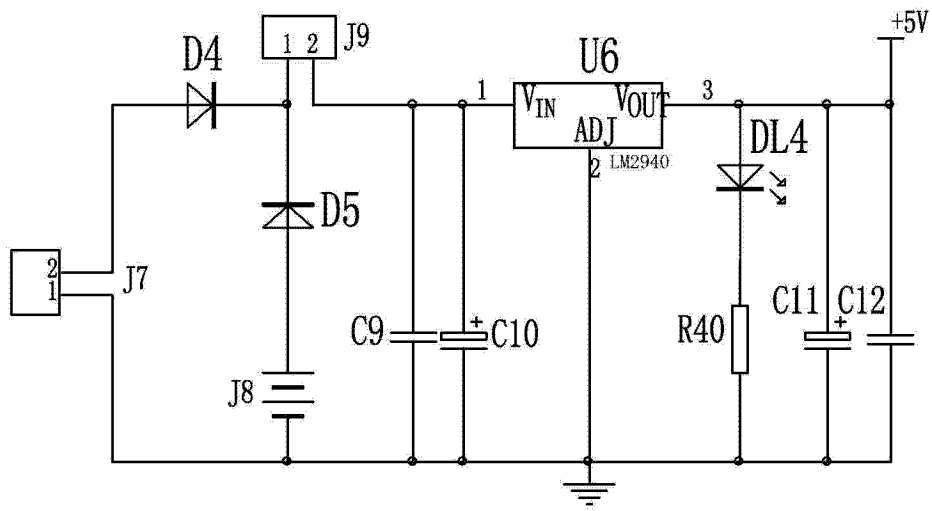 +5V
J9
1 2
D4
U6
1
VIN
VOUT
3
ADJ
LM2940
2
DL4
D5
2
1
J7
C9
+
C10
R40
C11
+
C12
J8